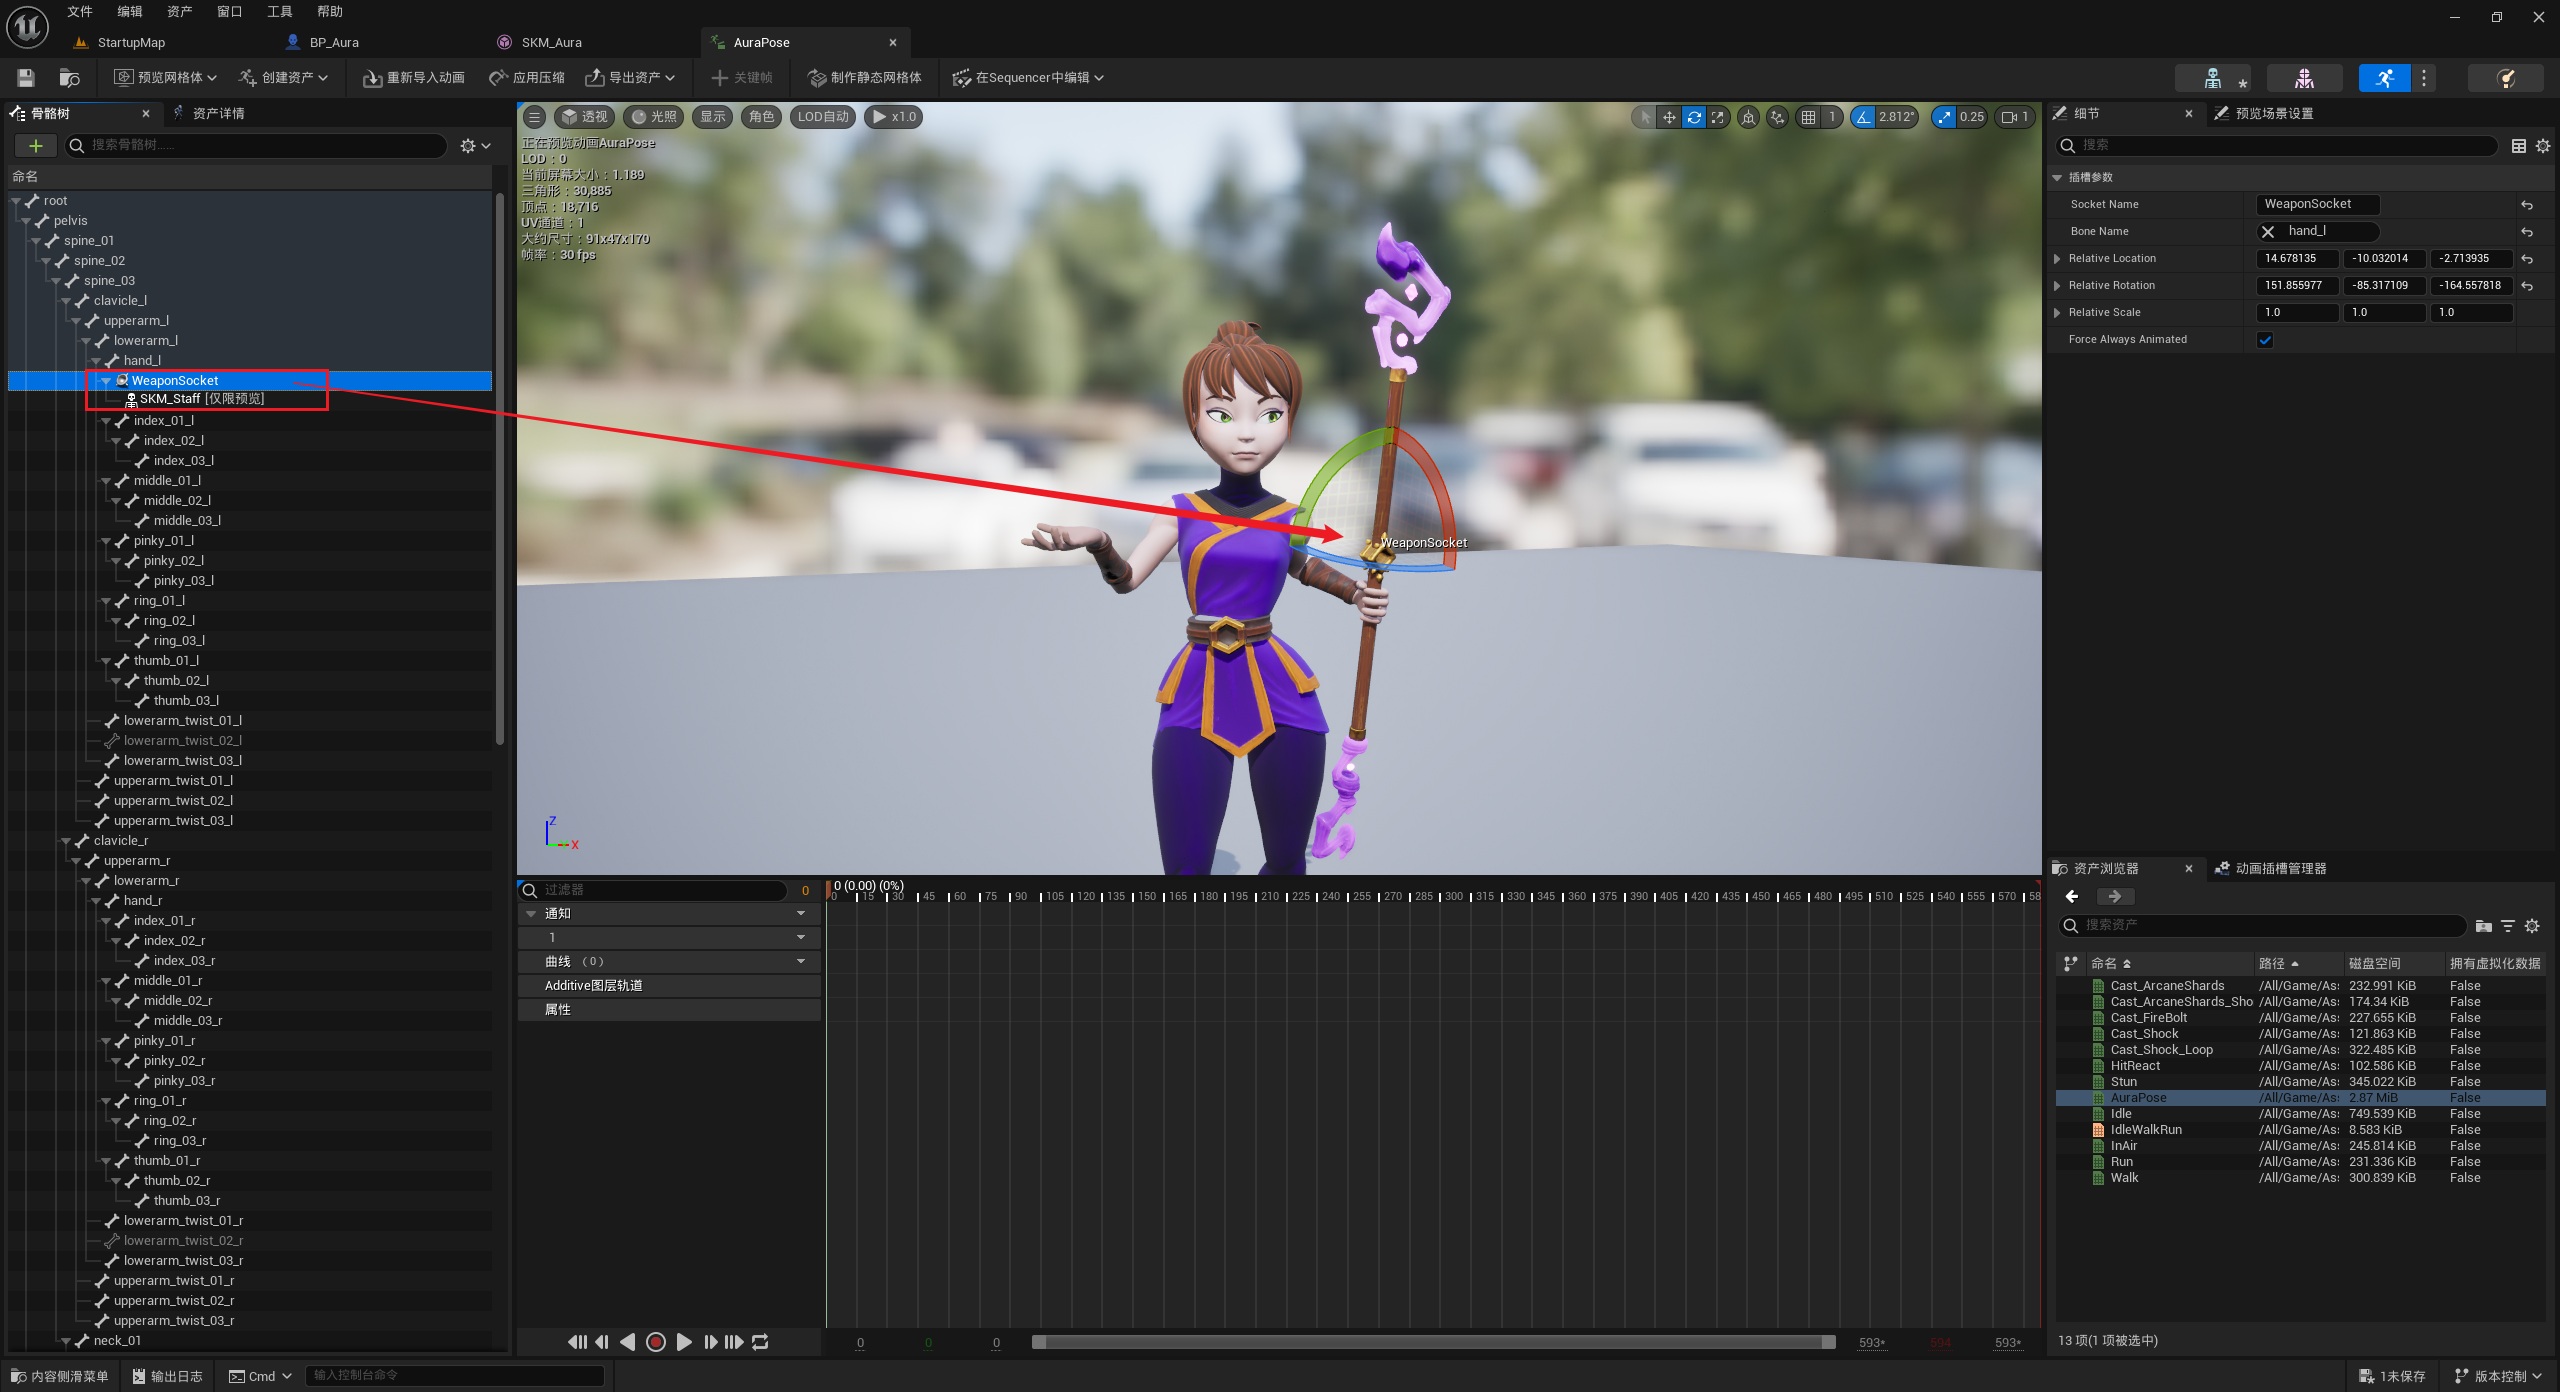 文件 编辑 资产 窗口 工具 帮助
StartupMap BP_Aura SKM_Aura AuraPose
预览网格体 创建资产 重新导入动画 应用压缩 导出资产 关键帧 制作静态网格体 在Sequencer中编辑
骨骼树 资产详情
搜索骨骼树......
命名
root
pelvis
spine_01
spine_02
spine_03
clavicle_l
upperarm_l
lowerarm_l
hand_l
WeaponSocket
SKM_Staff [仅限预览]
index_01_l
index_02_l
index_03_l
middle_01_l
middle_02_l
middle_03_l
pinky_01_l
pinky_02_l
pinky_03_l
ring_01_l
ring_02_l
ring_03_l
thumb_01_l
thumb_02_l
thumb_03_l
lowerarm_twist_01_l
lowerarm_twist_02_l
lowerarm_twist_03_l
upperarm_twist_01_l
upperarm_twist_02_l
upperarm_twist_03_l
clavicle_r
upperarm_r
lowerarm_r
hand_r
index_01_r
index_02_r
index_03_r
middle_01_r
middle_02_r
middle_03_r
pinky_01_r
pinky_02_r
pinky_03_r
ring_01_r
ring_02_r
ring_03_r
thumb_01_r
thumb_02_r
thumb_03_r
lowerarm_twist_01_r
lowerarm_twist_02_r
lowerarm_twist_03_r
upperarm_twist_01_r
upperarm_twist_02_r
upperarm_twist_03_r
neck_01
透视 光照 显示 角色 LOD自动 x1.0 1 2.812° 0.25 1
正在预览动画AuraPose
LOD：0
当前屏幕大小：1.189
三角形：30,885
顶点：18,716
UV通道：1
大约尺寸：91x47x170
帧率：30 fps
WeaponSocket
Z
X
过滤器 0
0 (0.00) (0%)
0 15 30 45 60 75 90 105 120 135 150 165 180 195 210 225 240 255 270 285 300 315 330 345 360 375 390 405 420 435 450 465 480 495 510 525 540 555 570 58
通知
1
曲线 （0）
Additive图层轨道
属性
0 0 0 593* 594 593*
细节 预览场景设置
搜索
插槽参数
Socket Name WeaponSocket
Bone Name hand_l
Relative Location 14.678135 -10.032014 -2.713935
Relative Rotation 151.855977 -85.317109 -164.557818
Relative Scale 1.0 1.0 1.0
Force Always Animated
资产浏览器 动画插槽管理器
搜索资产
命名 路径 磁盘空间 拥有虚拟化数据
Cast_ArcaneShards /All/Game/As: 232.991 KiB False
Cast_ArcaneShards_Sho /All/Game/As: 174.34 KiB False
Cast_FireBolt /All/Game/As: 227.655 KiB False
Cast_Shock /All/Game/As: 121.863 KiB False
Cast_Shock_Loop /All/Game/As: 322.485 KiB False
HitReact /All/Game/As: 102.586 KiB False
Stun /All/Game/As: 345.022 KiB False
AuraPose /All/Game/As: 2.87 MiB False
Idle /All/Game/As: 749.539 KiB False
IdleWalkRun /All/Game/As: 8.583 KiB False
InAir /All/Game/As: 245.814 KiB False
Run /All/Game/As: 231.336 KiB False
Walk /All/Game/As: 300.839 KiB False
13 项(1 项被选中)
内容侧滑菜单 输出日志 Cmd 输入控制台命令 1未保存 版本控制